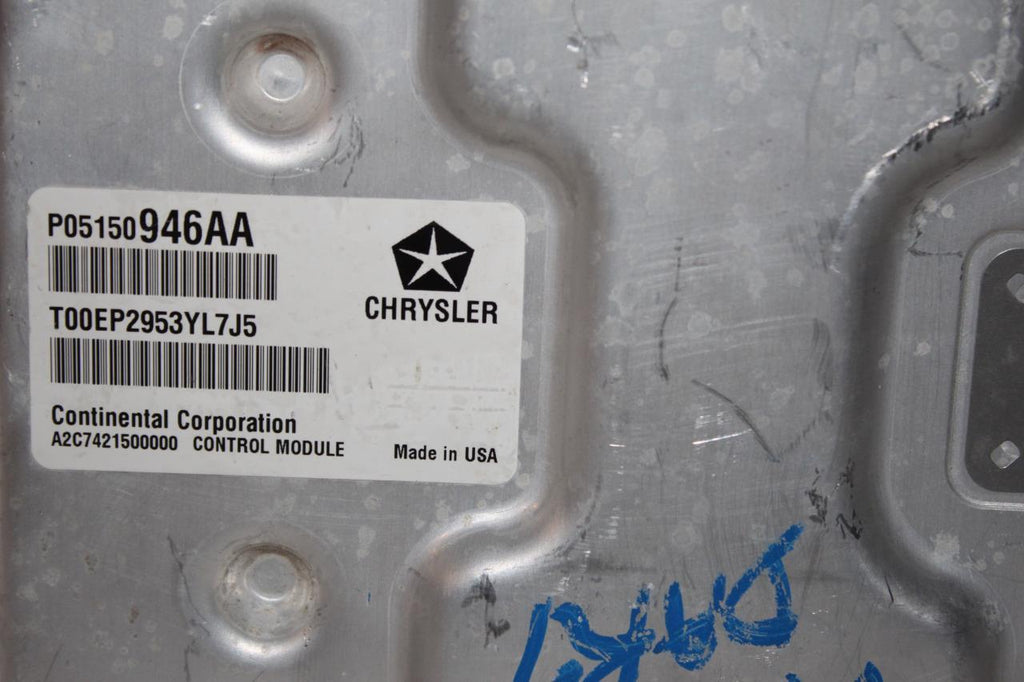 P05150946AA
T00EP2953YL7J5
CHRYSLER
Continental Corporation
A2C7421500000 CONTROL MODULE
Made in USA